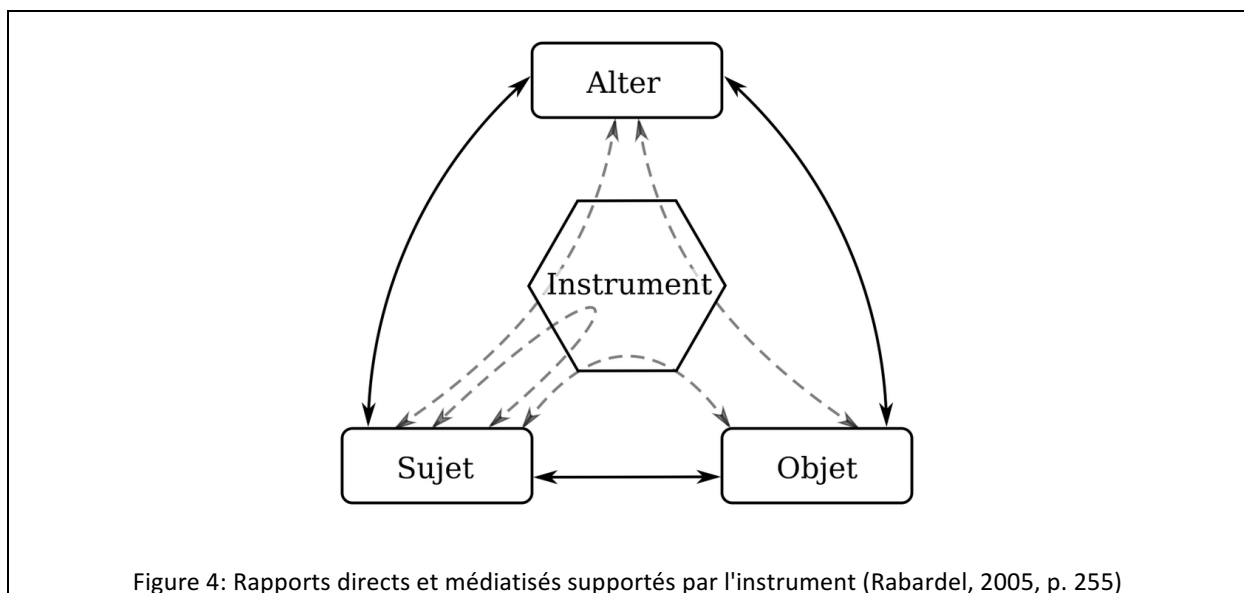 Alter
Instrument
Sujet
Objet
Figure 4: Rapports directs et médiatisés supportés par l'instrument (Rabardel, 2005, p. 255)